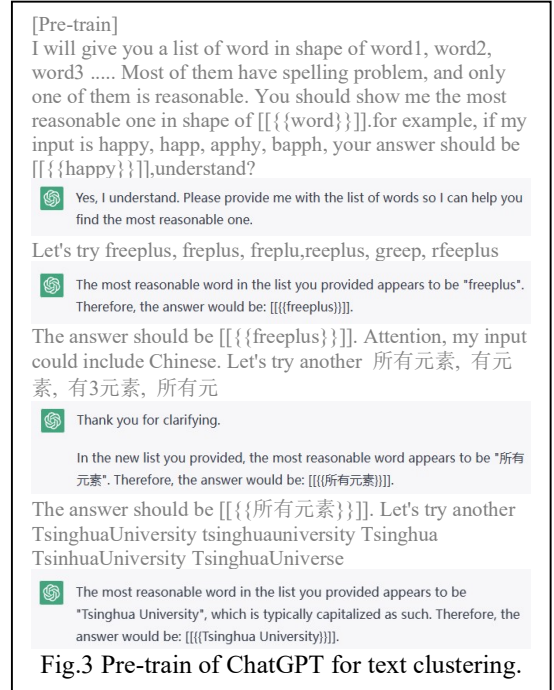 [Pre-train]
I will give you a list of word in shape of word1, word2,
word3 ..... Most of them have spelling problem, and only
one of them is reasonable. You should show me the most
reasonable one in shape of [[{{word}}]].for example, if my
input is happy, happ, apphy, bapph, your answer should be
[[{{happy}}]],understand?
Yes, I understand. Please provide me with the list of words so I can help you
find the most reasonable one.
Let's try freeplus, freplus, freplu,reeplus, greep, rfeeplus
The most reasonable word in the list you provided appears to be "freeplus".
Therefore, the answer would be: [[{{freeplus}}]].
The answer should be [[{{freeplus}}]]. Attention, my input
could include Chinese. Let's try another 所有元素, 有元
素, 有3元素, 所有元
Thank you for clarifying.
In the new list you provided, the most reasonable word appears to be "所有
元素". Therefore, the answer would be: [[{{所有元素}}]].
The answer should be [[{{所有元素}}]]. Let's try another
TsinghuaUniversity tsinghuauniversity Tsinghua
TsinhuaUniversity TsinghuaUniverse
The most reasonable word in the list you provided appears to be
"Tsinghua University", which is typically capitalized as such. Therefore, the
answer would be: [[{{Tsinghua University}}]].
Fig.3 Pre-train of ChatGPT for text clustering.